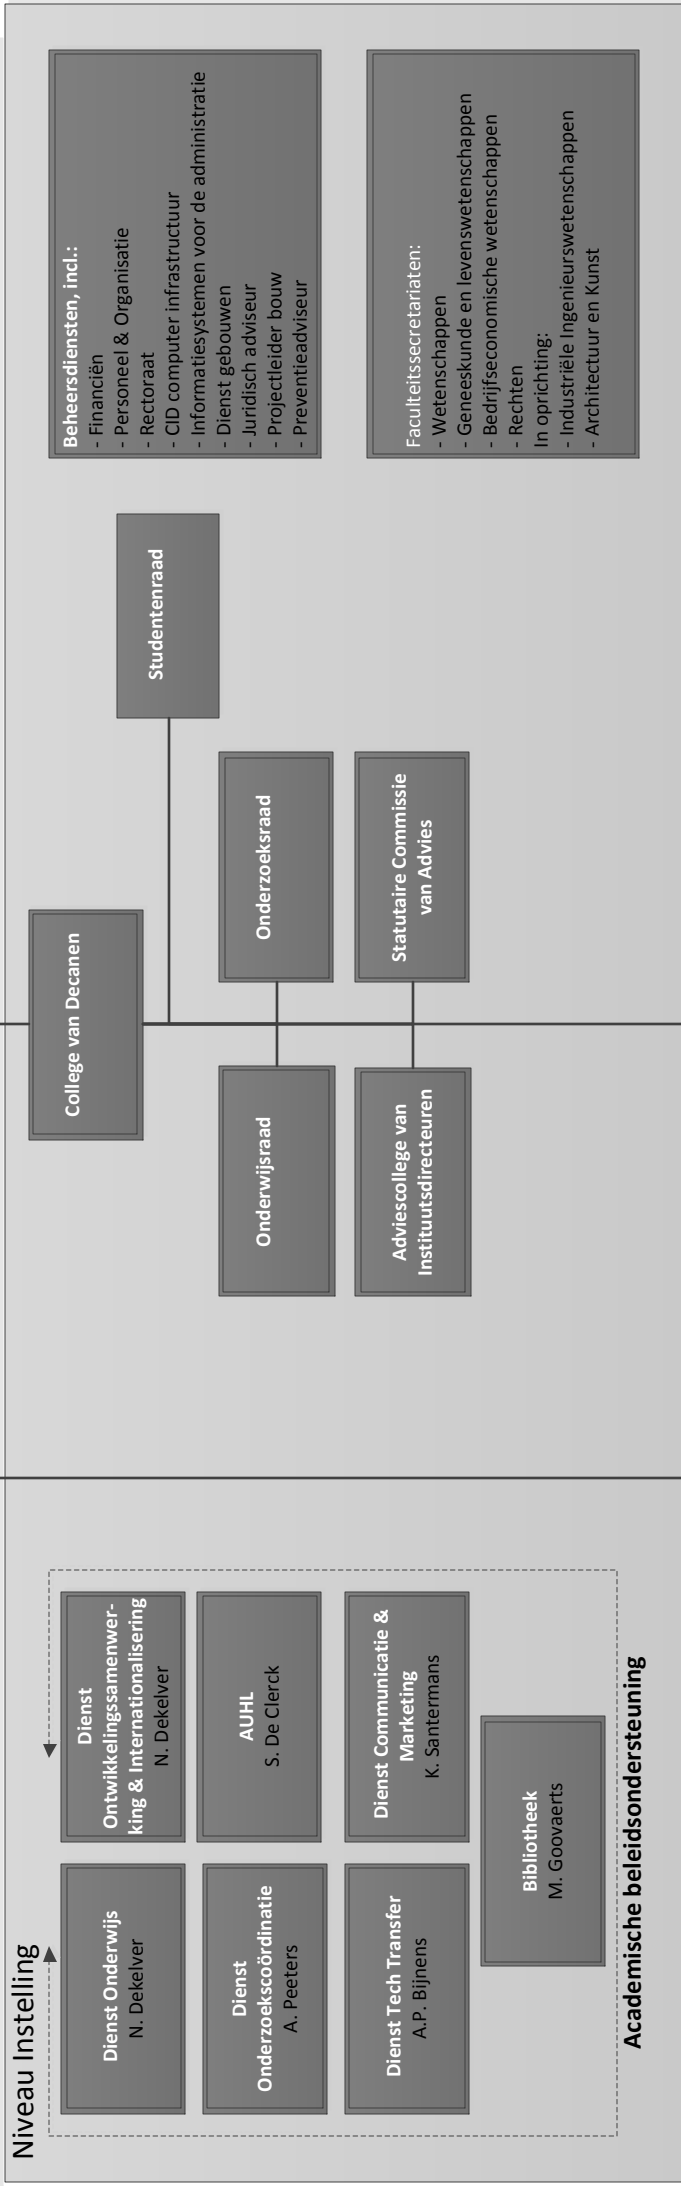 Niveau Instelling
Dienst Onderwijs
N. Dekelver
Dienst
Ontwikkelingssamenwer-
king & Internationalisering
N. Dekelver
Dienst
Onderzoekscoördinatie
A. Peeters
AUHL
S. De Clerck
Dienst Tech Transfer
A.P. Bijnens
Dienst Communicatie &
Marketing
K. Santermans
Bibliotheek
M. Goovaerts
Academische beleidsondersteuning
College van Decanen
Studentenraad
Onderwijsraad
Onderzoeksraad
Adviescollege van
Instituutsdirecteuren
Statutaire Commissie
van Advies
Beheersdiensten, incl.:
- Financiën
- Personeel & Organisatie
- Rectoraat
- CID computer infrastructuur
- Informatiesystemen voor de administratie
- Dienst gebouwen
- Juridisch adviseur
- Projectleider bouw
- Preventieadviseur
Faculteitssecretariaten:
- Wetenschappen
- Geneeskunde en levenswetenschappen
- Bedrijfseconomische wetenschappen
- Rechten
In oprichting:
- Industriële Ingenieurswetenschappen
- Architectuur en Kunst